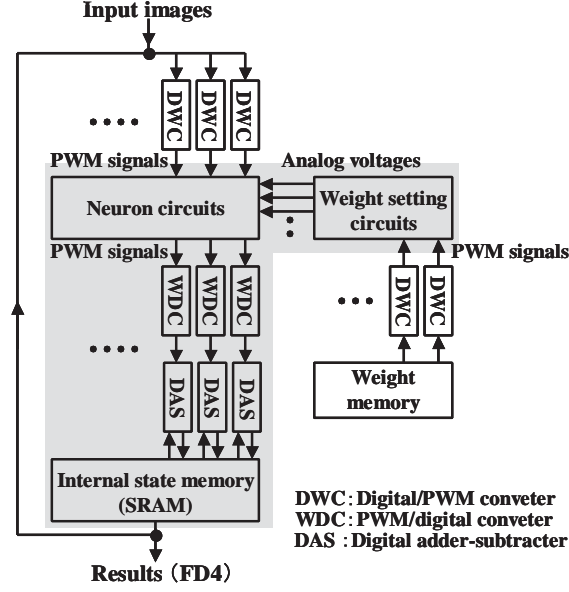 Input images
DWC
DWC
DWC
PWM signals
Analog voltages
Neuron circuits
Weight setting
circuits
PWM signals
PWM signals
WDC
WDC
WDC
DWC
DWC
DAS
DAS
DAS
Weight
memory
Internal state memory
(SRAM)
DWC: Digital/PWM conveter
WDC: PWM/digital conveter
DAS : Digital adder-subtracter
Results (FD4)